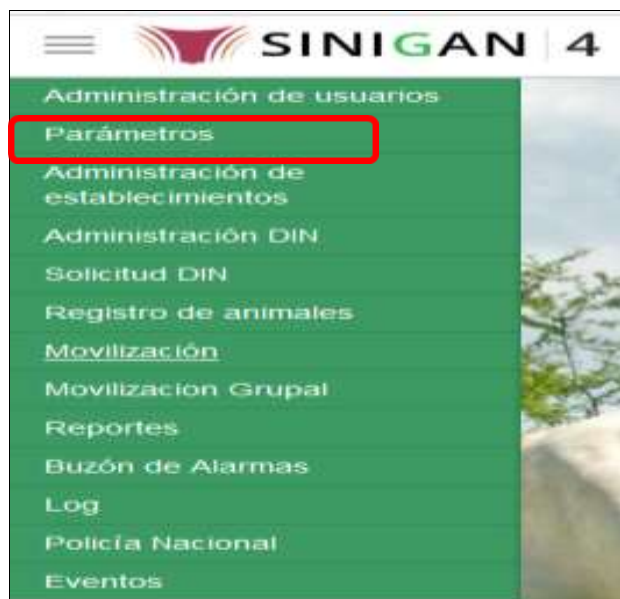 SINIGAN 4
Administración de usuarios
Parámetros
Administración de
establecimientos
Administración DIN
Solicitud DIN
Registro de animales
Movilización
Movilizacion Grupal
Reportes
Buzón de Alarmas
Log
Policía Nacional
Eventos